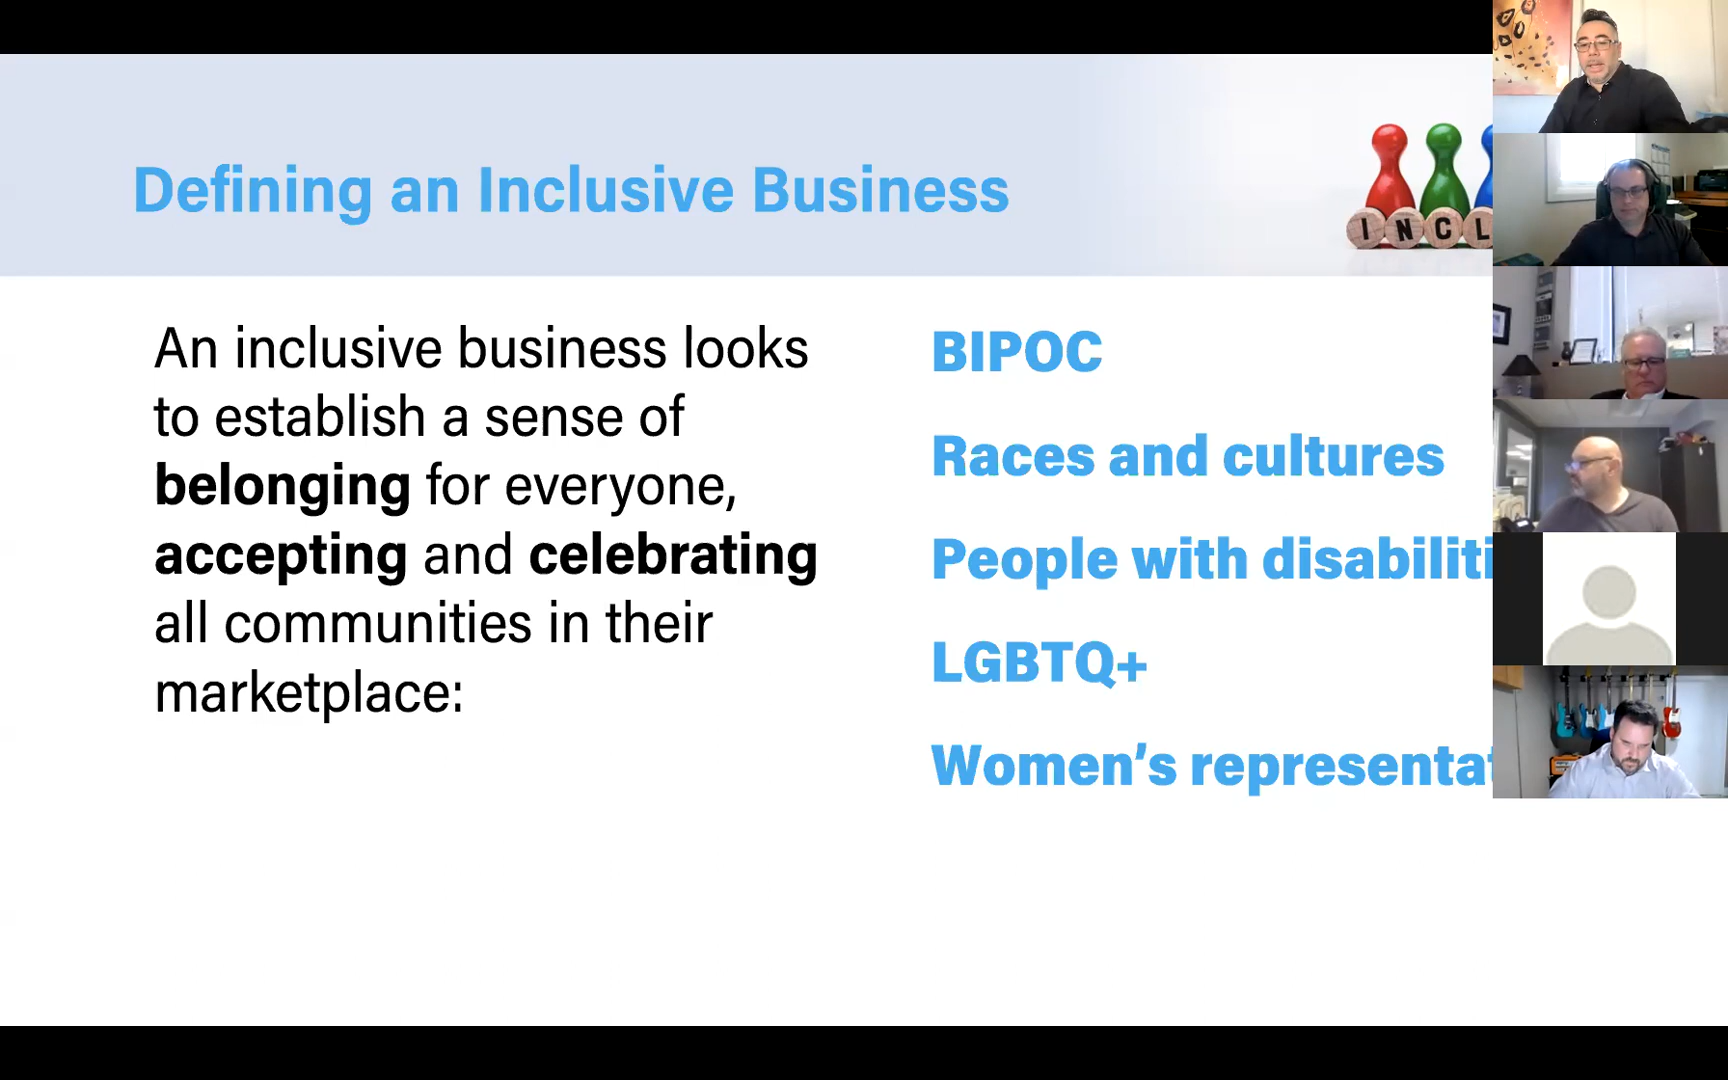 Defining an Inclusive Business
INCL
An inclusive business looks
to establish a sense of
belonging for everyone,
accepting and celebrating
all communities in their
marketplace:
BIPOC
Races and cultures
People with disabiliti
LGBTQ+
Women’s representat